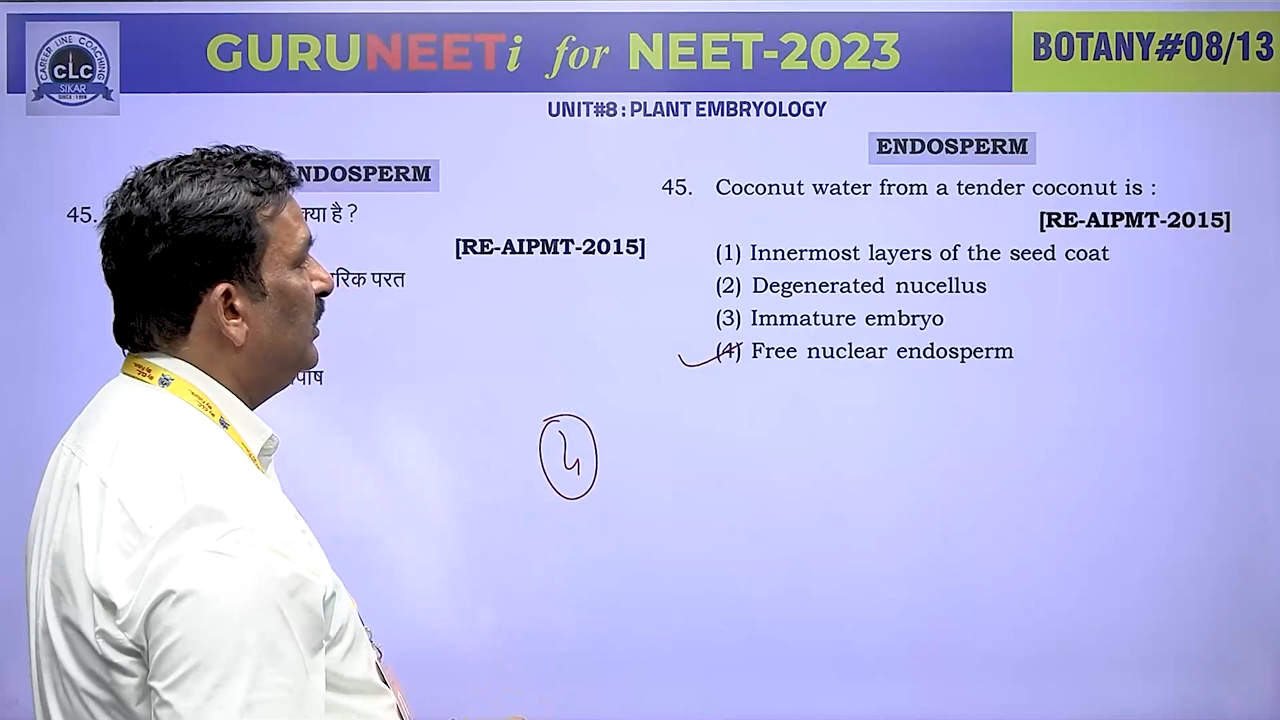 CAREER LINE COACHING
CLC
SIKAR
SINCE : 1996
GURUNEETi for NEET-2023
BOTANY#08/13
UNIT#8 : PLANT EMBRYOLOGY
NDOSPERM
45. क्या है ?
[RE-AIPMT-2015]
रिक परत
पोष
ENDOSPERM
45. Coconut water from a tender coconut is :
[RE-AIPMT-2015]
(1) Innermost layers of the seed coat
(2) Degenerated nucellus
(3) Immature embryo
(4) Free nuclear endosperm
4